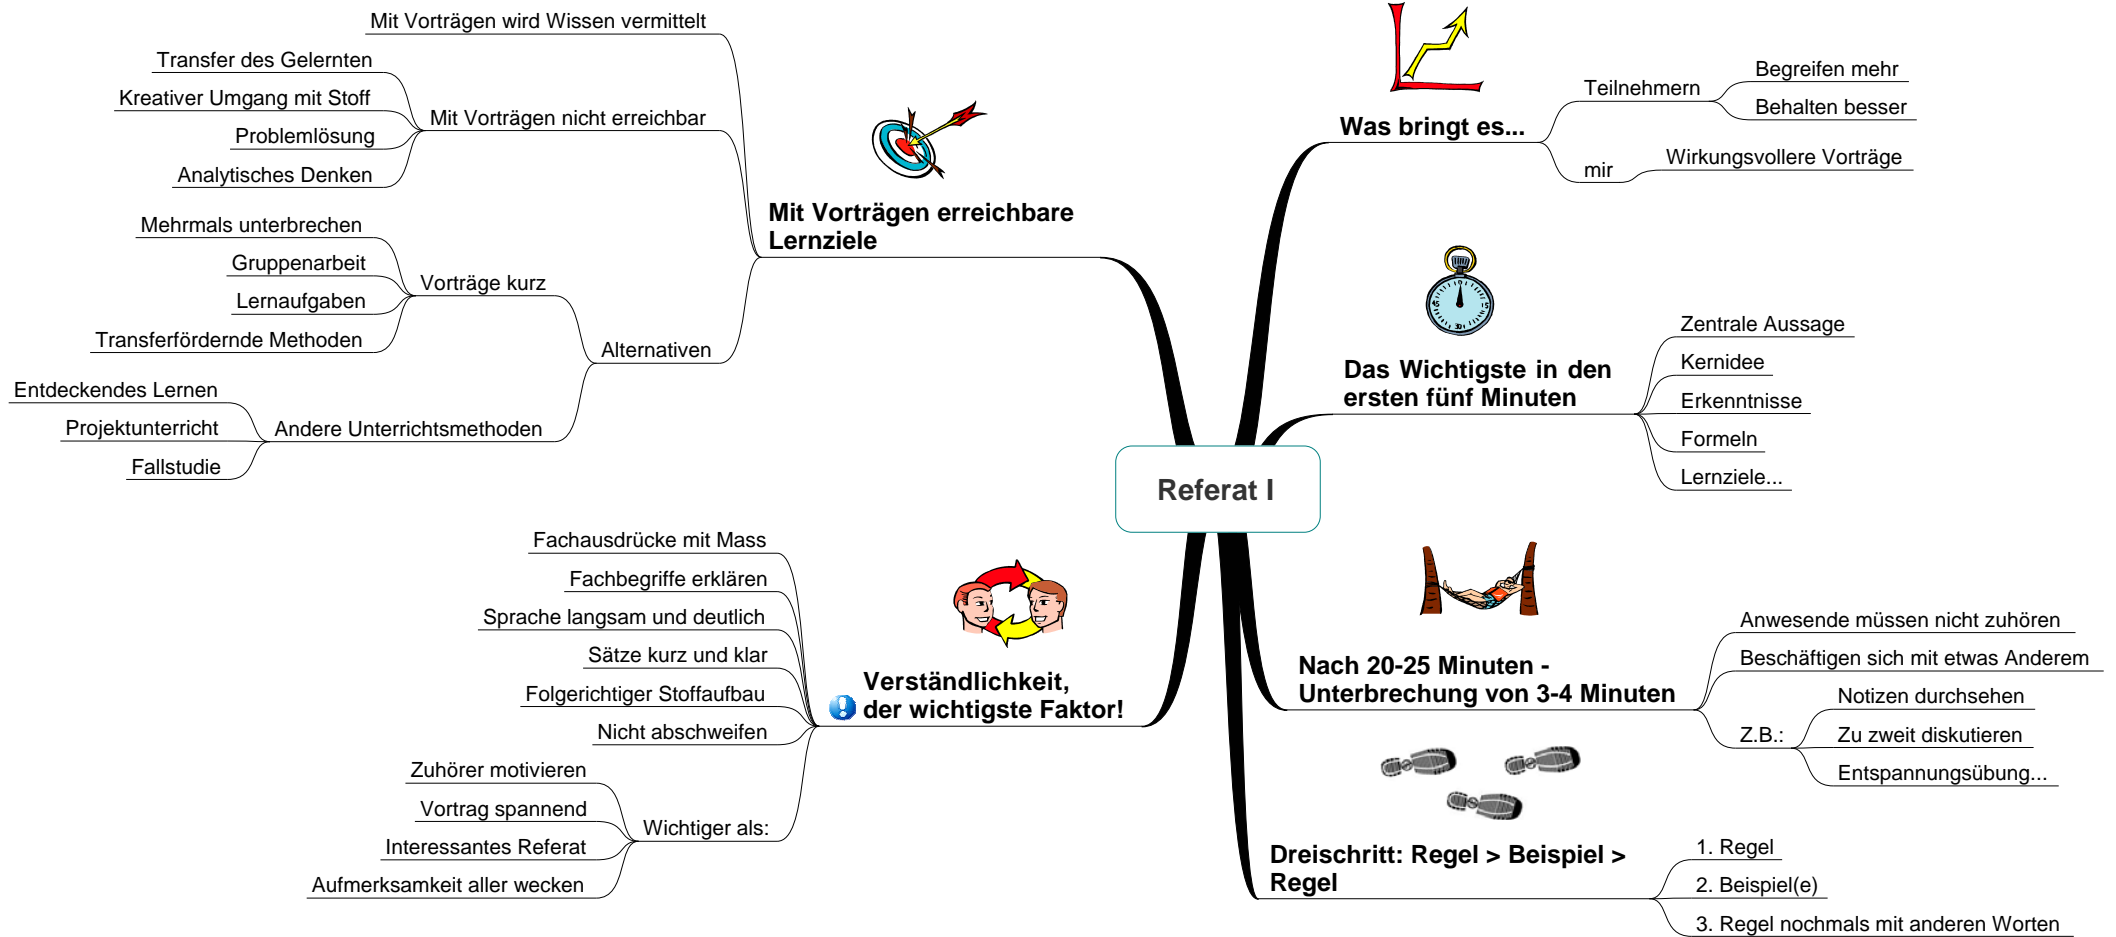 Referat I
Was bringt es...
Teilnehmern
Begreifen mehr
Behalten besser
mir
Wirkungsvollere Vorträge
Das Wichtigste in den
ersten fünf Minuten
Zentrale Aussage
Kernidee
Erkenntnisse
Formeln
Lernziele...
Nach 20-25 Minuten -
Unterbrechung von 3-4 Minuten
Anwesende müssen nicht zuhören
Beschäftigen sich mit etwas Anderem
Z.B.:
Notizen durchsehen
Zu zweit diskutieren
Entspannungsübung...
Dreischritt: Regel > Beispiel >
Regel
1. Regel
2. Beispiel(e)
3. Regel nochmals mit anderen Worten
Verständlichkeit,
der wichtigste Faktor!
Fachausdrücke mit Mass
Fachbegriffe erklären
Sprache langsam und deutlich
Sätze kurz und klar
Folgerichtiger Stoffaufbau
Nicht abschweifen
Wichtiger als:
Zuhörer motivieren
Vortrag spannend
Interessantes Referat
Aufmerksamkeit aller wecken
Mit Vorträgen erreichbare
Lernziele
Mit Vorträgen wird Wissen vermittelt
Mit Vorträgen nicht erreichbar
Transfer des Gelernten
Kreativer Umgang mit Stoff
Problemlösung
Analytisches Denken
Alternativen
Vorträge kurz
Mehrmals unterbrechen
Gruppenarbeit
Lernaufgaben
Transferfördernde Methoden
Andere Unterrichtsmethoden
Entdeckendes Lernen
Projektunterricht
Fallstudie